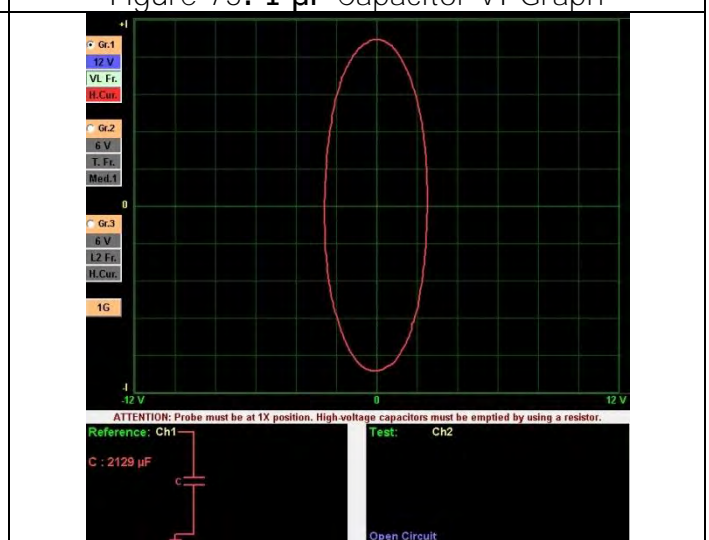 Figure 73. 1 µF Capacitor VI Graph
+I
Gr.1
12 V
VL Fr.
H.Cur.
Gr.2
6 V
T. Fr.
Med.1
0
Gr.3
6 V
L2 Fr.
H.Cur.
1G
-I
-12 V
0
12 V
ATTENTION: Probe must be at 1X position. High-voltage capacitors must be emptied by using a resistor.
Reference: Ch1
Test: Ch2
C : 2129 µF
C
Open Circuit